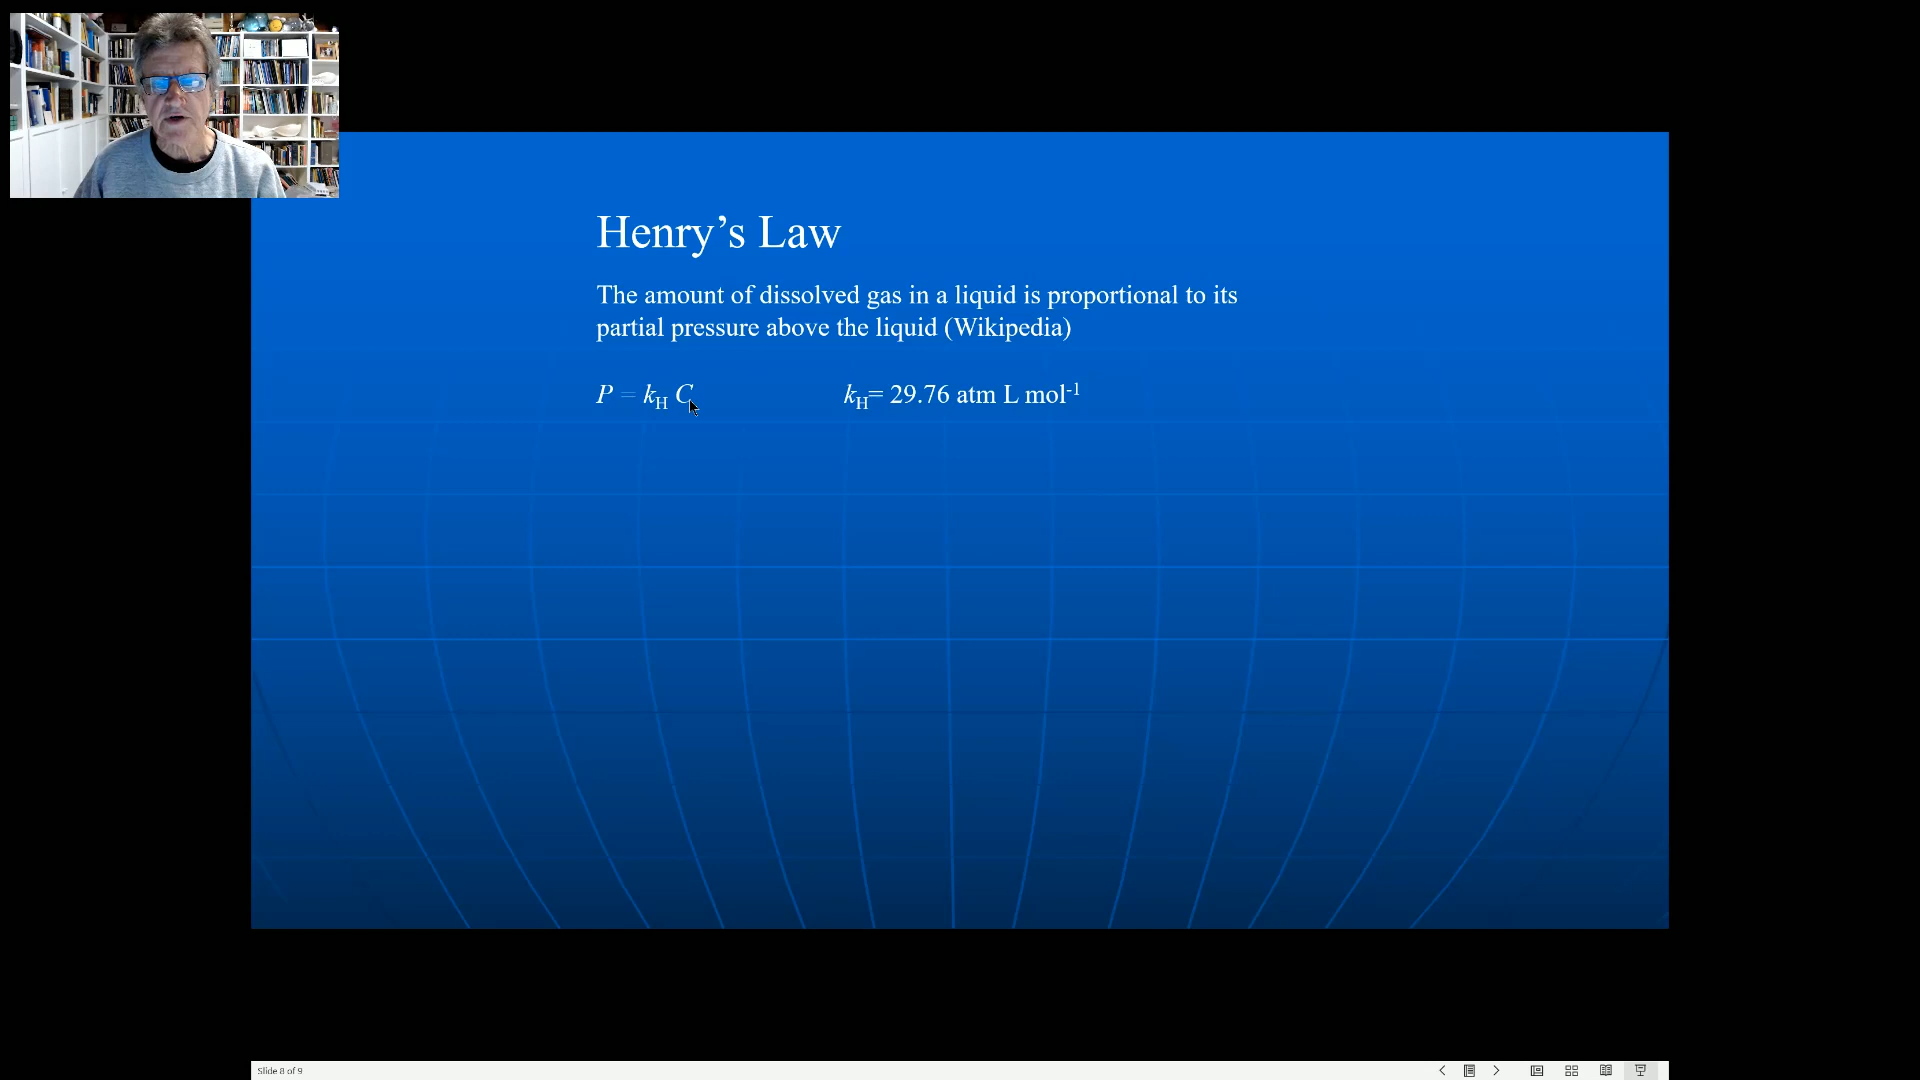 Henry’s Law
The amount of dissolved gas in a liquid is proportional to its
partial pressure above the liquid (Wikipedia)
P = kH C
kH= 29.76 atm L mol-1
Slide 8 of 9